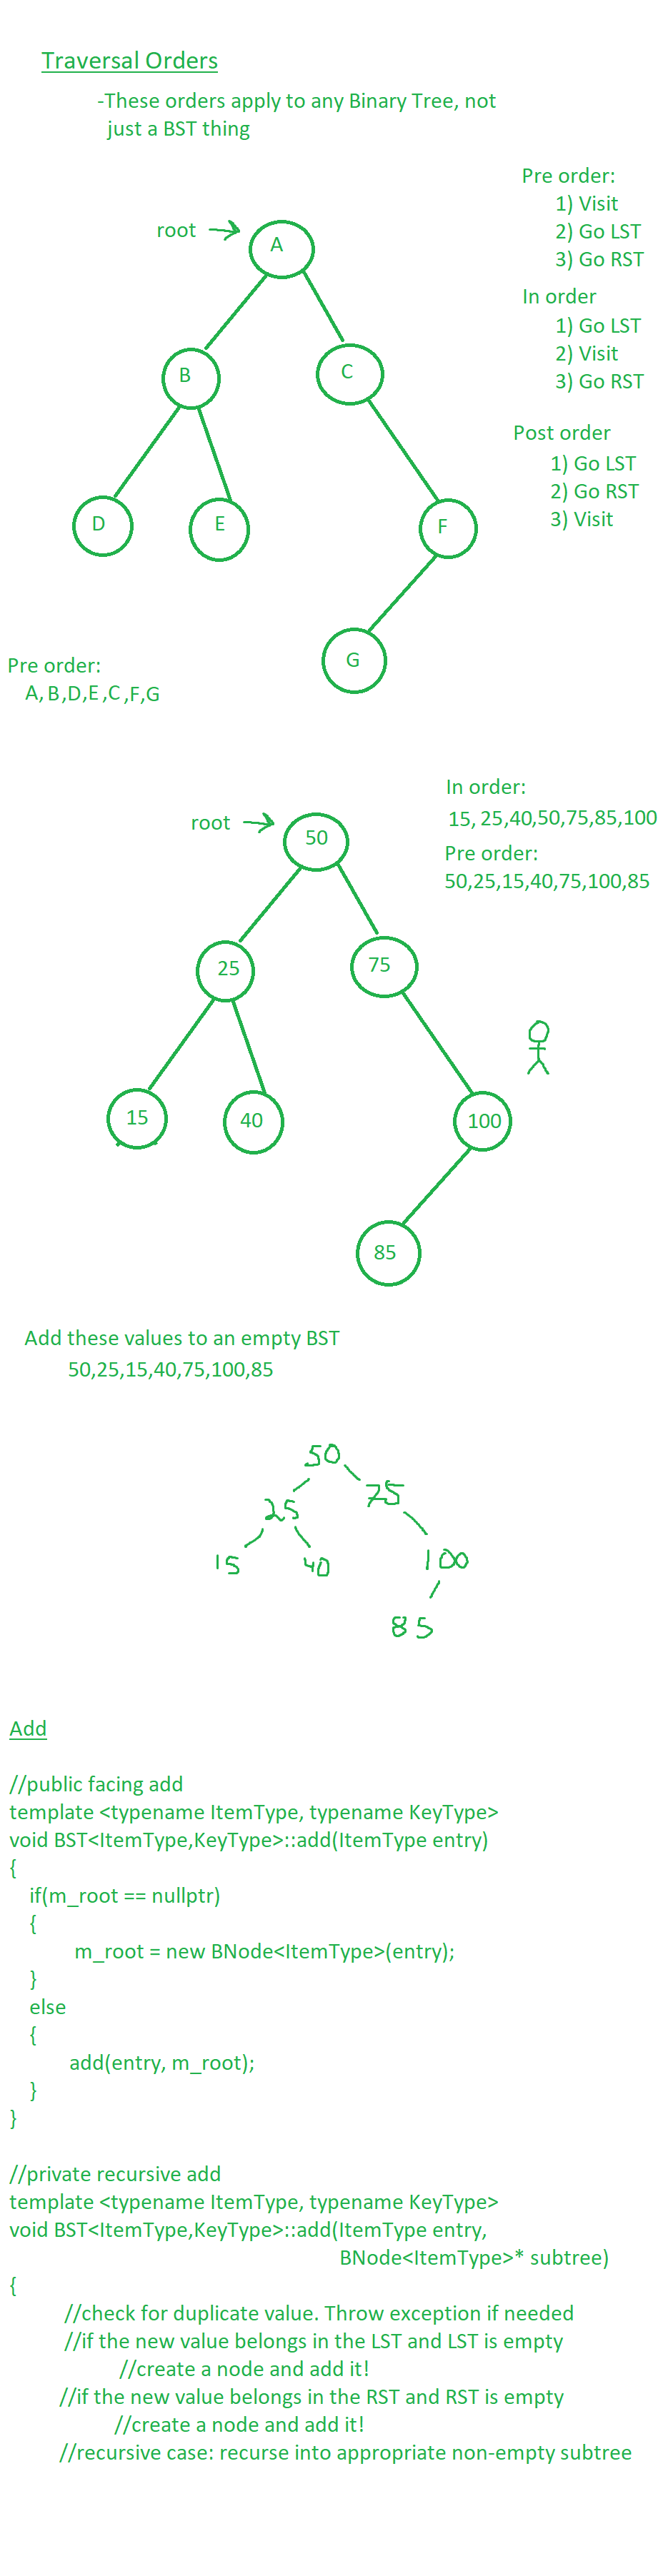 Traversal Orders
-These orders apply to any Binary Tree, not
just a BST thing
Pre order:
1) Visit
2) Go LST
3) Go RST
In order
1) Go LST
2) Visit
3) Go RST
Post order
1) Go LST
2) Go RST
3) Visit
root
A
B
C
D
E
F
G
Pre order:
A, B,D,E,C,F,G
In order:
15, 25,40,50,75,85,100
Pre order:
50,25,15,40,75,100,85
root
50
25
75
15
40
100
85
Add these values to an empty BST
50,25,15,40,75,100,85
50
25
75
15
40
100
85
Add
//public facing add
template <typename ItemType, typename KeyType>
void BST<ItemType,KeyType>::add(ItemType entry)
{
if(m_root == nullptr)
{
m_root = new BNode<ItemType>(entry);
}
else
{
add(entry, m_root);
}
}
//private recursive add
template <typename ItemType, typename KeyType>
void BST<ItemType,KeyType>::add(ItemType entry,
BNode<ItemType>* subtree)
{
//check for duplicate value. Throw exception if needed
//if the new value belongs in the LST and LST is empty
//create a node and add it!
//if the new value belongs in the RST and RST is empty
//create a node and add it!
//recursive case: recurse into appropriate non-empty subtree